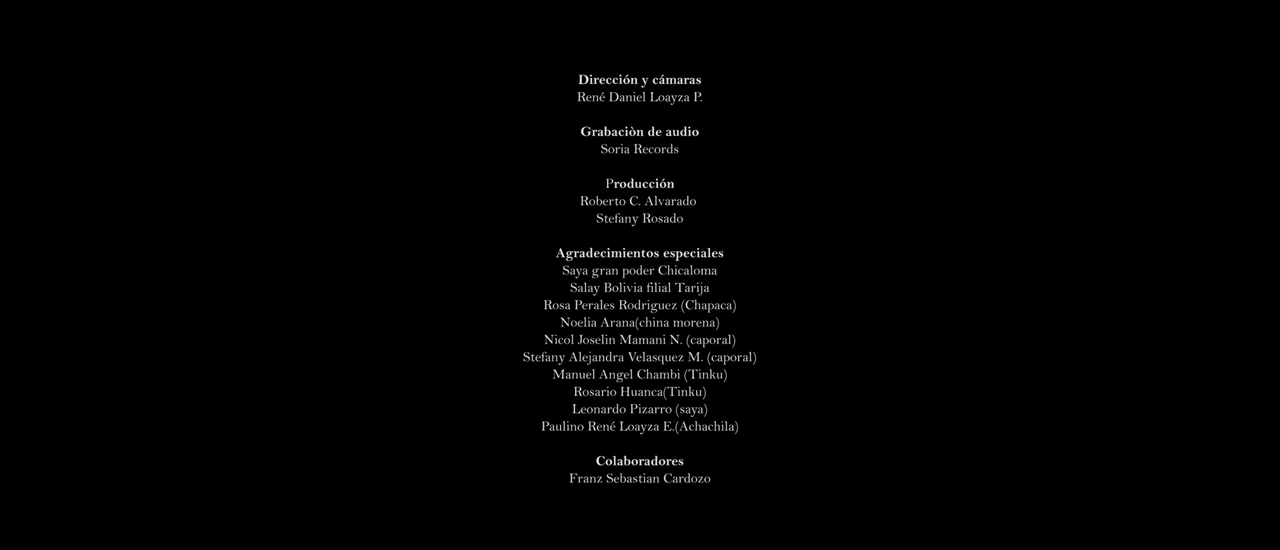 Dirección y cámaras
René Daniel Loayza P.
Grabaciòn de audio
Soria Records
Producción
Roberto C. Alvarado
Stefany Rosado
Agradecimientos especiales
Saya gran poder Chicaloma
Salay Bolivia filial Tarija
Rosa Perales Rodriguez (Chapaca)
Noelia Arana(china morena)
Nicol Joselin Mamani N. (caporal)
Stefany Alejandra Velasquez M. (caporal)
Manuel Angel Chambi (Tinku)
Rosario Huanca(Tinku)
Leonardo Pizarro (saya)
Paulino René Loayza E.(Achachila)
Colaboradores
Franz Sebastian Cardozo